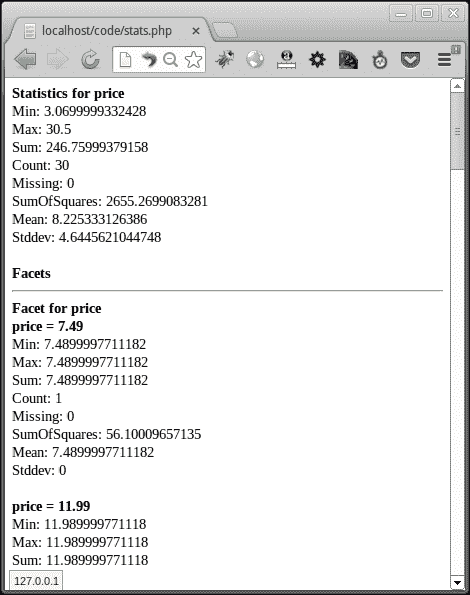 localhost/code/stats.php
Statistics for price
Min: 3.0699999332428
Max: 30.5
Sum: 246.75999379158
Count: 30
Missing: 0
SumOfSquares: 2655.2699083281
Mean: 8.225333126386
Stddev: 4.6445621044748
Facets
Facet for price
price = 7.49
Min: 7.4899997711182
Max: 7.4899997711182
Sum: 7.4899997711182
Count: 1
Missing: 0
SumOfSquares: 56.10009657135
Mean: 7.4899997711182
Stddev: 0
price = 11.99
Min: 11.989999771118
Max: 11.989999771118
Sum: 11.989999771118
127.0.0.1